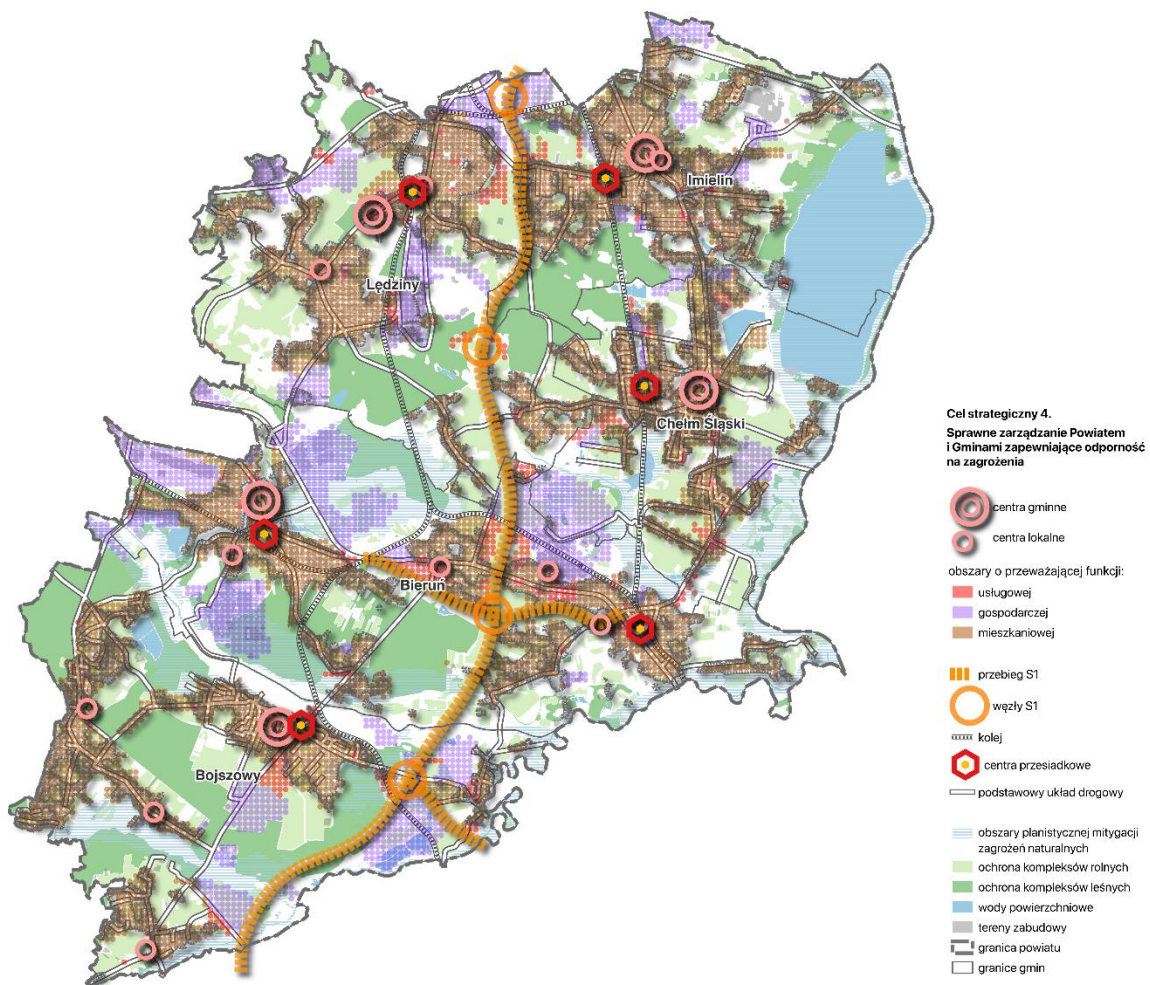 Imielin
Lędziny
Chełm Śląski
Bieruń
Bojszowy
Cel strategiczny 4.
Sprawne zarządzanie Powiatem
i Gminami zapewniające odporność
na zagrożenia
centra gminne
centra lokalne
obszary o przeważającej funkcji:
usługowej
gospodarczej
mieszkaniowej
przebieg S1
węzły S1
kolej
centra przesiadkowe
podstawowy układ drogowy
obszary planistycznej mitygacji
zagrożeń naturalnych
ochrona kompleksów rolnych
ochrona kompleksów leśnych
wody powierzchniowe
tereny zabudowy
granica powiatu
granice gmin